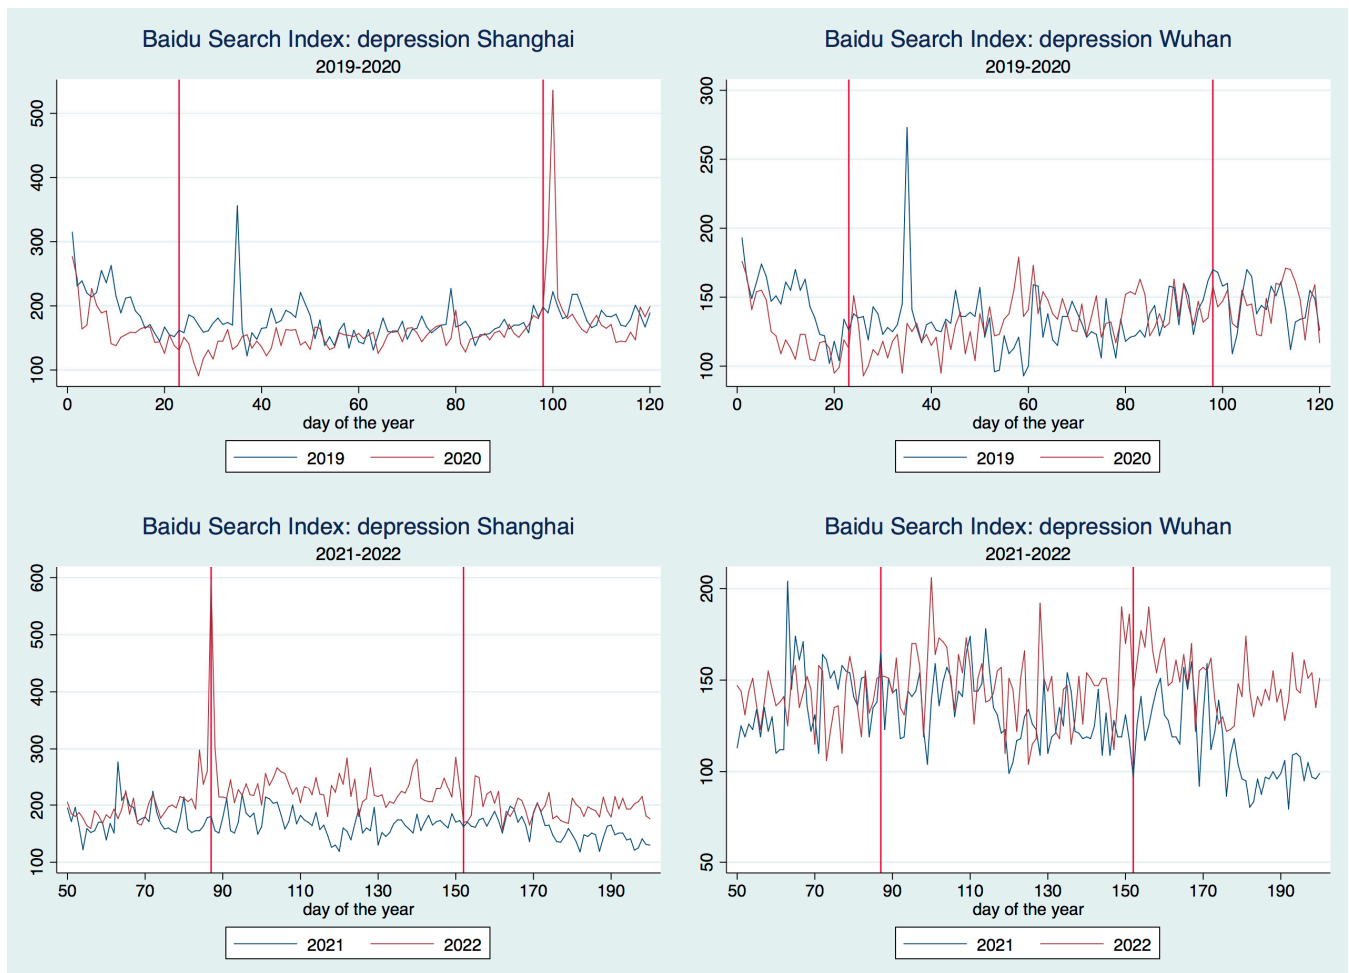 Baidu Search Index: depression Shanghai
2019-2020
500
400
300
200
100
0 20 40 60 80 100 120
day of the year
2019 2020
Baidu Search Index: depression Wuhan
2019-2020
300
250
200
150
100
0 20 40 60 80 100 120
day of the year
2019 2020
Baidu Search Index: depression Shanghai
2021-2022
600
500
400
300
200
100
50 70 90 110 130 150 170 190
day of the year
2021 2022
Baidu Search Index: depression Wuhan
2021-2022
200
150
100
50
50 70 90 110 130 150 170 190
day of the year
2021 2022